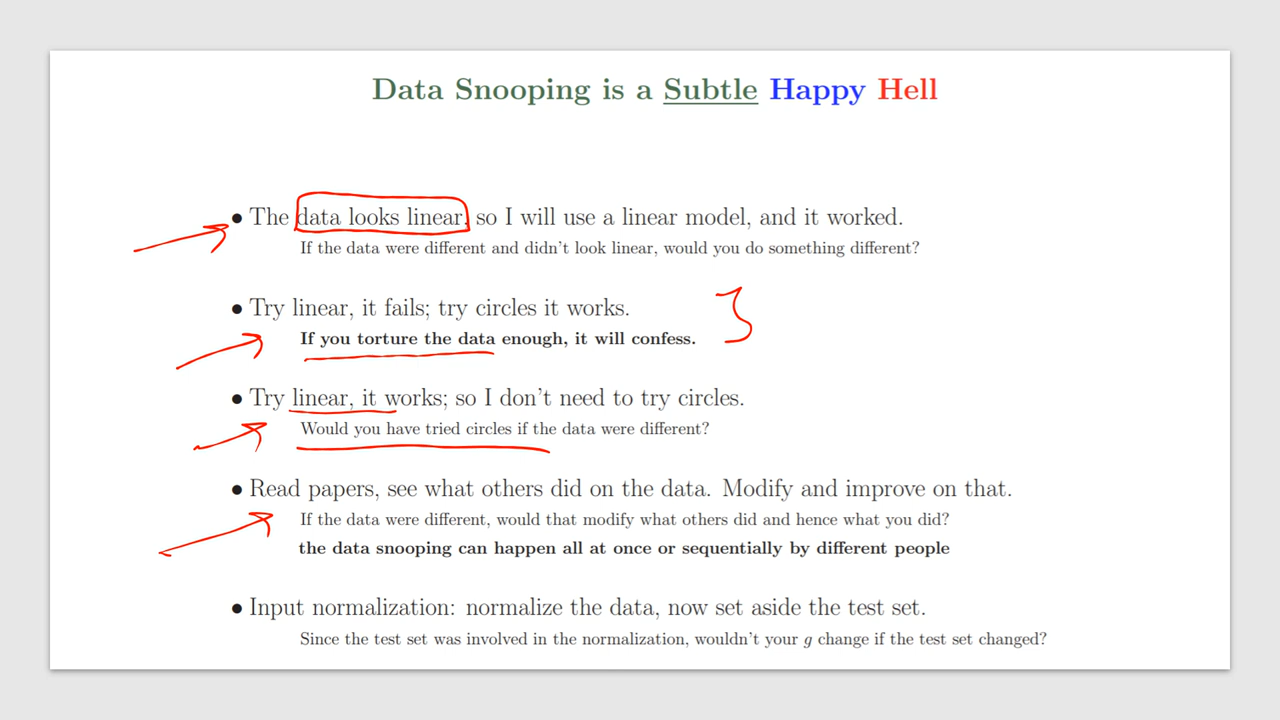 Data Snooping is a Subtle Happy Hell
• The data looks linear, so I will use a linear model, and it worked.
If the data were different and didn't look linear, would you do something different?
• Try linear, it fails; try circles it works.
If you torture the data enough, it will confess.
• Try linear, it works; so I don't need to try circles.
Would you have tried circles if the data were different?
• Read papers, see what others did on the data. Modify and improve on that.
If the data were different, would that modify what others did and hence what you did?
the data snooping can happen all at once or sequentially by different people
• Input normalization: normalize the data, now set aside the test set.
Since the test set was involved in the normalization, wouldn't your g change if the test set changed?